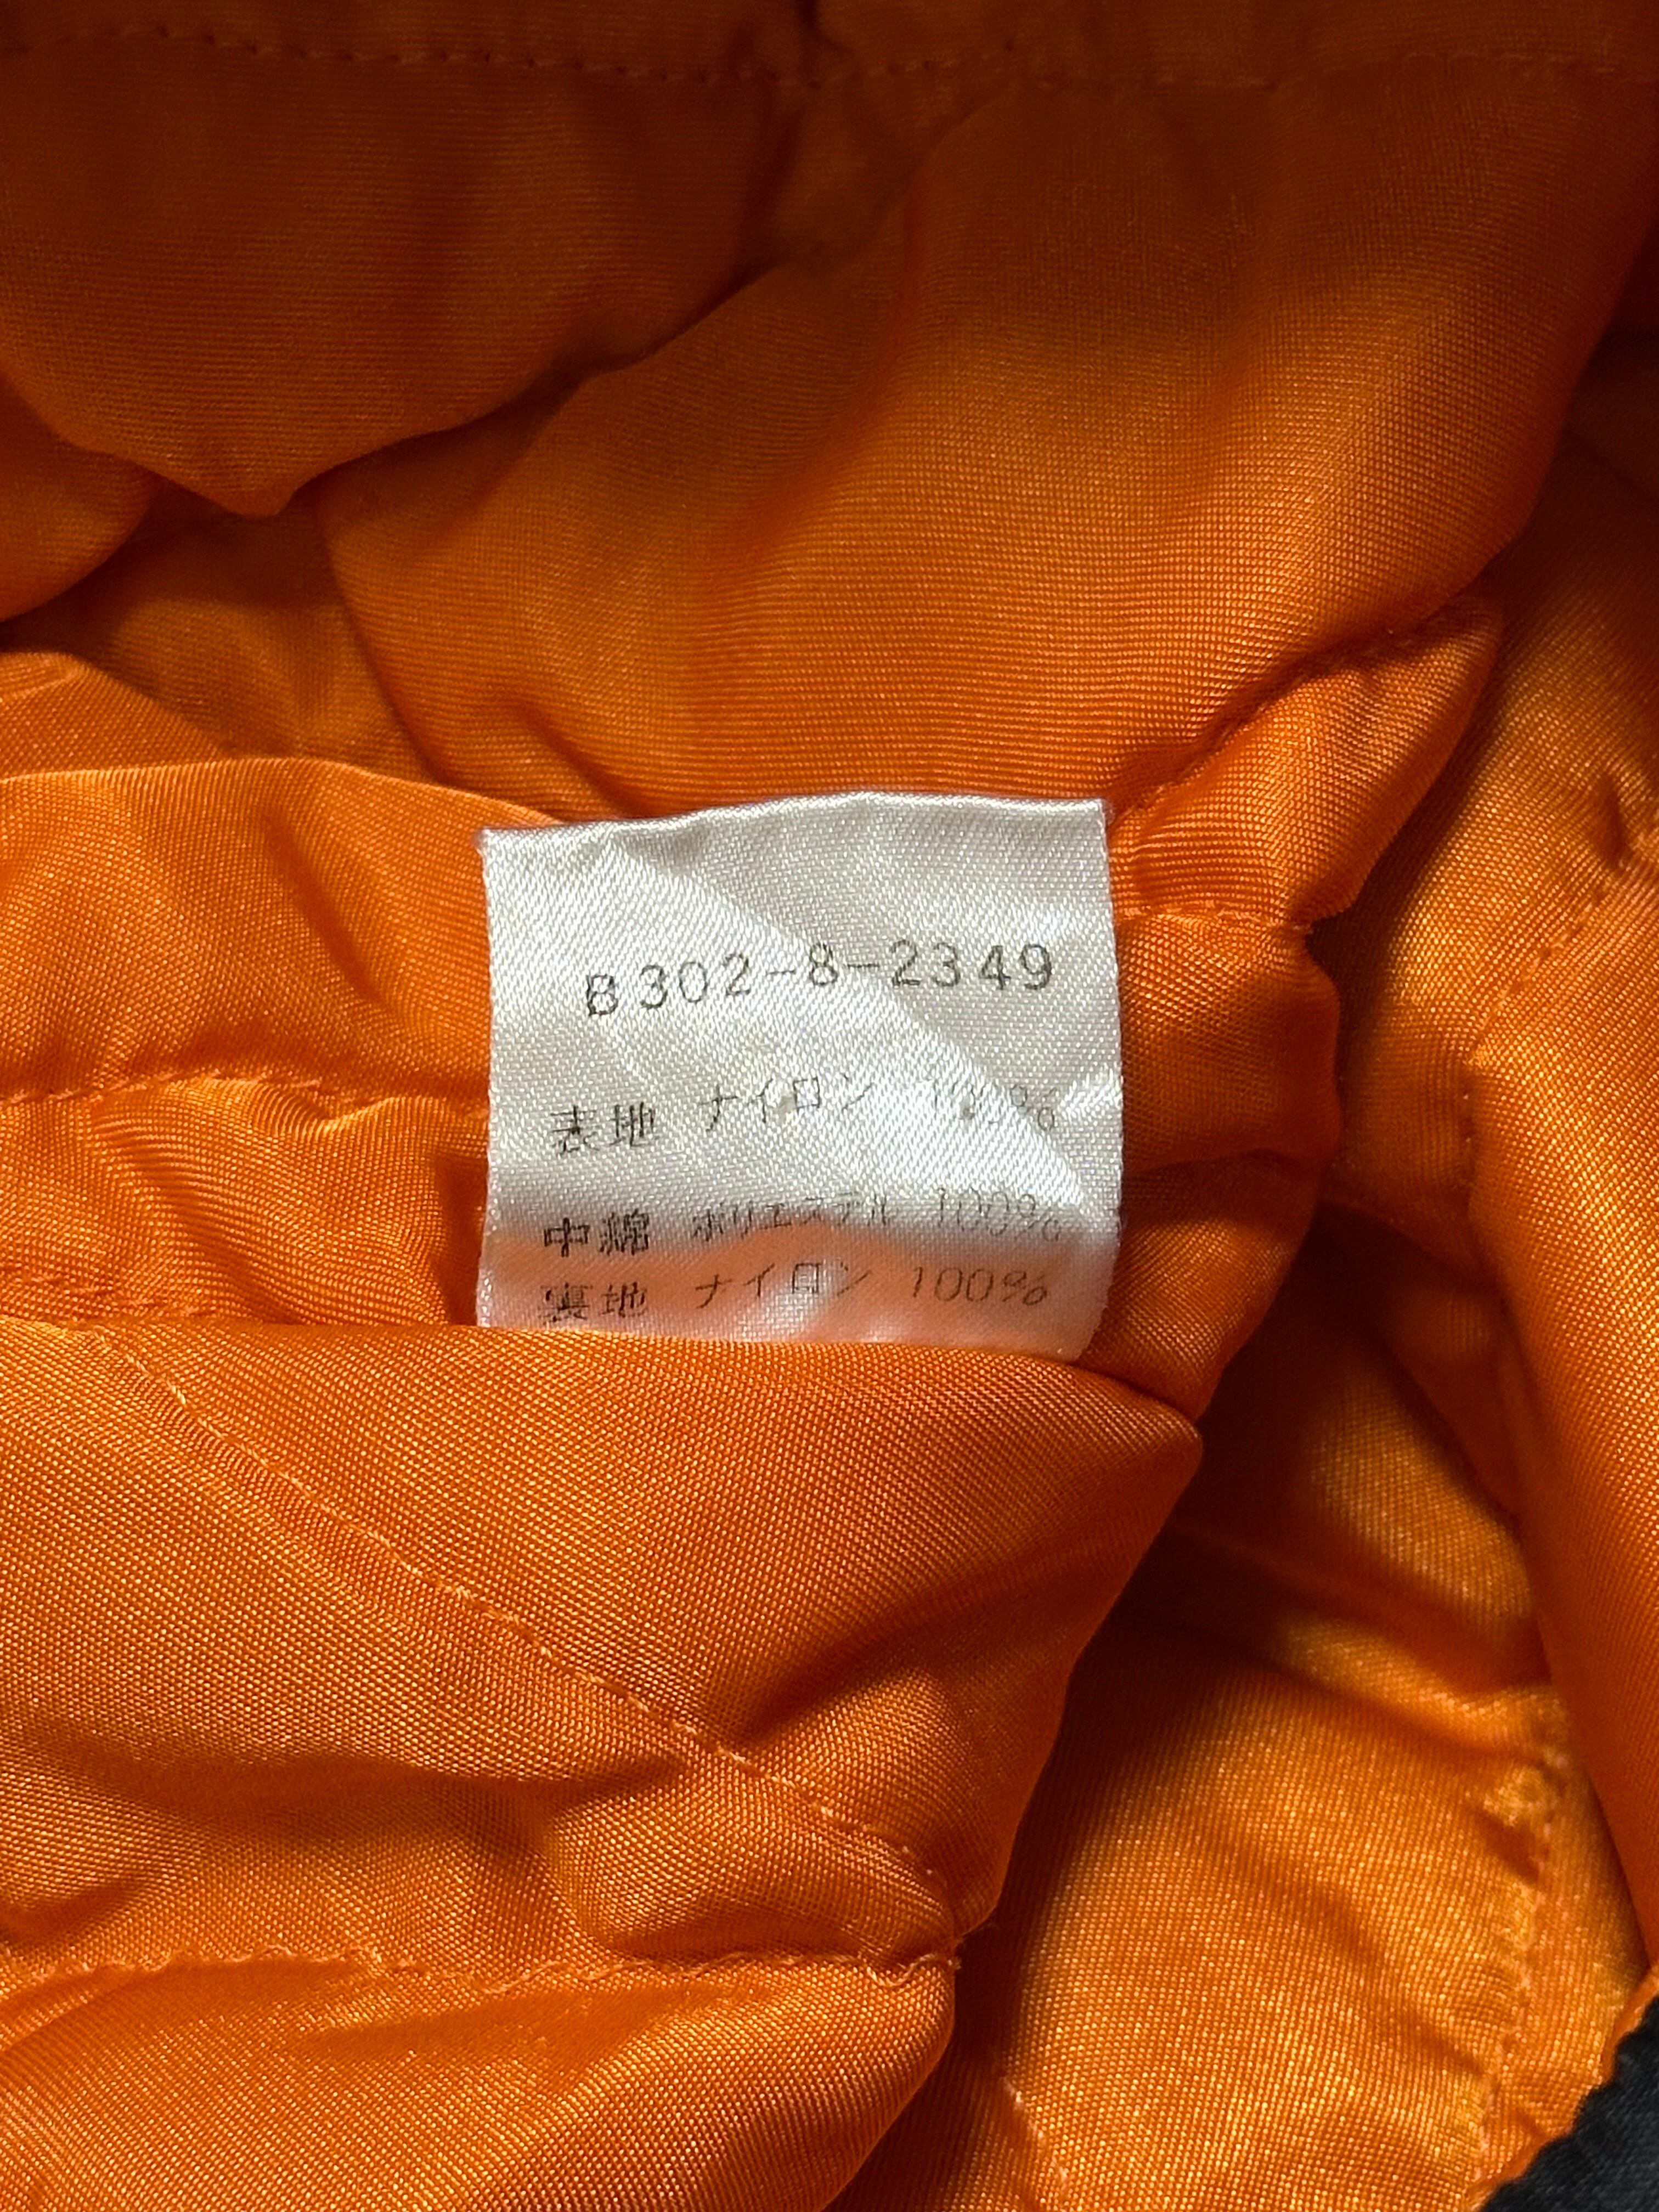 B302-8-2349
表地 ナイロン 100%
中綿 ポリエステル 100%
裏地 ナイロン 100%